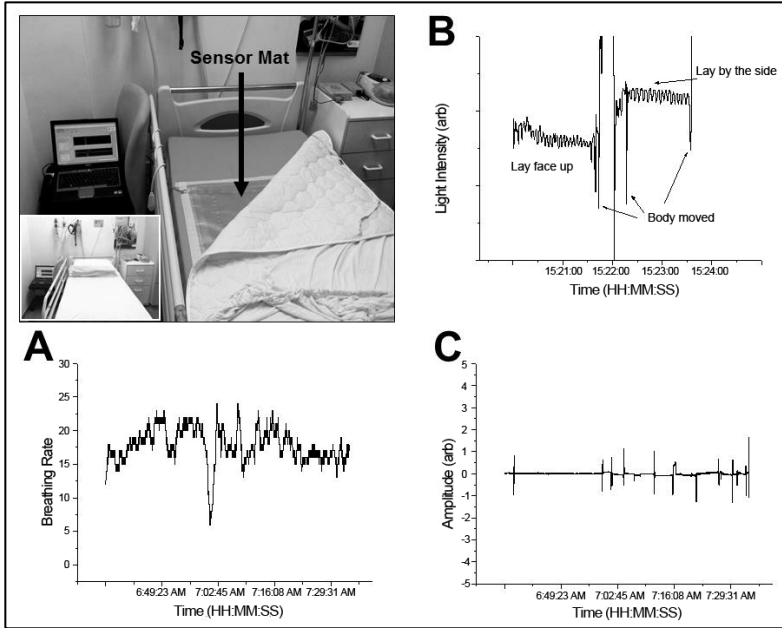 Sensor Mat
B
Light Intensity (arb)
Lay by the side
Lay face up
Body moved
15:21:00 15:22:00 15:23:00 15:24:00
Time (HH:MM:SS)
A
Breathing Rate
30
25
20
15
10
5
0
6:49:23 AM 7:02:45 AM 7:16:08 AM 7:29:31 AM
Time (HH:MM:SS)
C
Amplitude (arb)
5
4
3
2
1
0
-1
-2
-3
-4
-5
6:49:23 AM 7:02:45 AM 7:16:08 AM 7:29:31 AM
Time (HH:MM:SS)